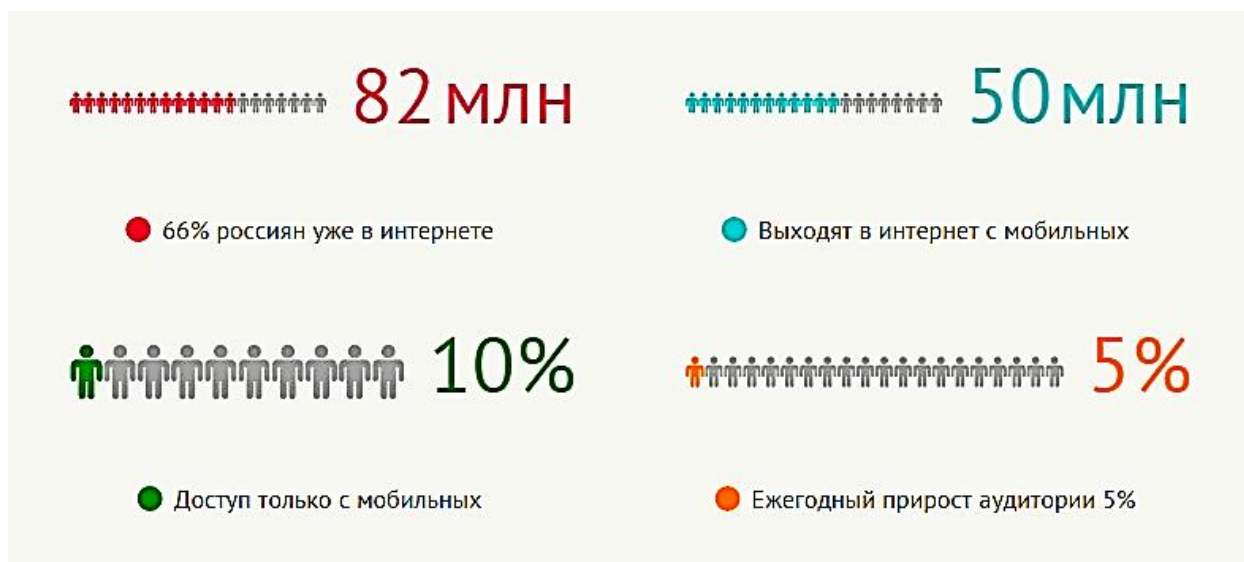 82 млн
50 млн
66% россиян уже в интернете
Выходят в интернет с мобильных
10%
5%
Доступ только с мобильных
Ежегодный прирост аудитории 5%